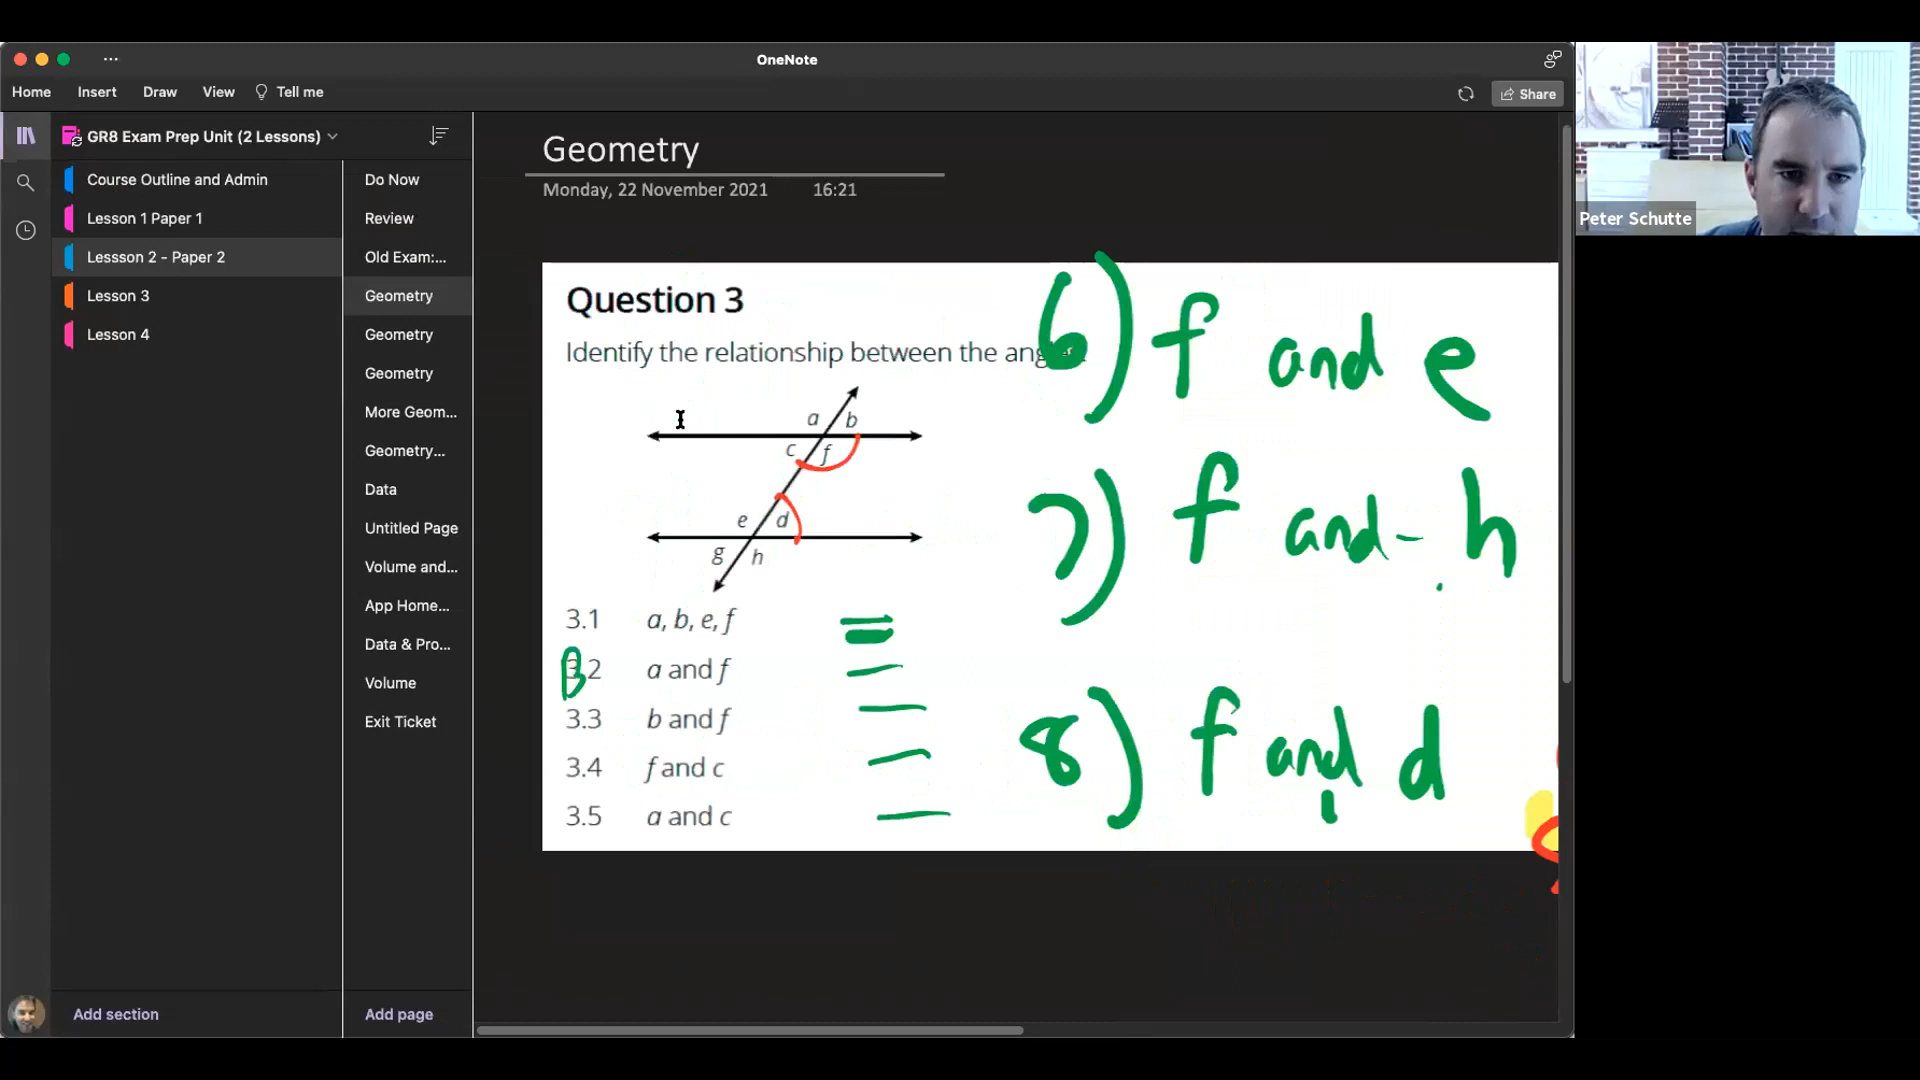 OneNote
Home Insert Draw View Tell me
Share
GR8 Exam Prep Unit (2 Lessons)
Course Outline and Admin
Lesson 1 Paper 1
Lessson 2 - Paper 2
Lesson 3
Lesson 4
Add section
Do Now
Review
Old Exam:...
Geometry
Geometry
Geometry
More Geom...
Geometry...
Data
Untitled Page
Volume and...
App Home...
Data & Pro...
Volume
Exit Ticket
Add page
Geometry
Monday, 22 November 2021 16:21
Question 3
Identify the relationship between the ang
a b
c f
e d
g h
3.1 a, b, e, f
3.2 a and f
3.3 b and f
3.4 f and c
3.5 a and c
B
6) f and e
7) f and h
8) f and d
Peter Schutte